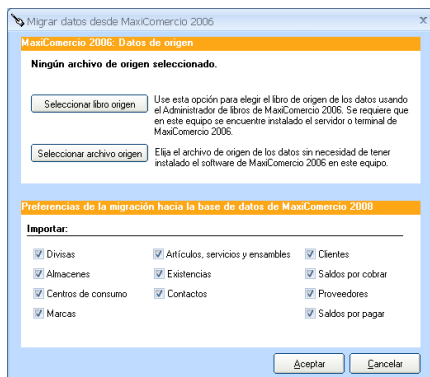 Migrar datos desde MaxiComercio 2006
MaxiComercio 2006: Datos de origen
Ningún archivo de origen seleccionado.
Seleccionar libro origen
Use esta opción para elegir el libro de origen de los datos usando
el Administrador de libros de MaxiComercio 2006. Se requiere que
en este equipo se encuentre instalado el servidor o terminal de
MaxiComercio 2006.
Seleccionar archivo origen
Elija el archivo de origen de los datos sin necesidad de tener
instalado el software de MaxiComercio 2006 en este equipo.
Preferencias de la migración hacia la base de datos de MaxiComercio 2008
Importar:
Divisas
Artículos, servicios y ensambles
Clientes
Almacenes
Existencias
Saldos por cobrar
Centros de consumo
Contactos
Proveedores
Marcas
Saldos por pagar
Aceptar
Cancelar